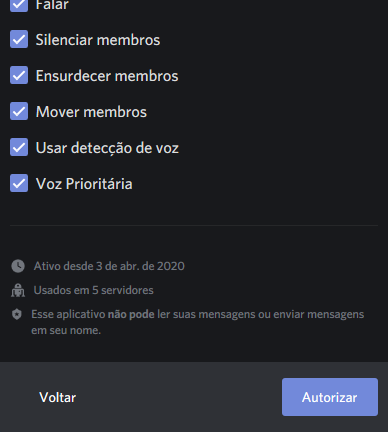 Falar
Silenciar membros
Ensurdecer membros
Mover membros
Usar detecção de voz
Voz Prioritária
Ativo desde 3 de abr. de 2020
Usados em 5 servidores
Esse aplicativo não pode ler suas mensagens ou enviar mensagens
em seu nome.
Voltar
Autorizar